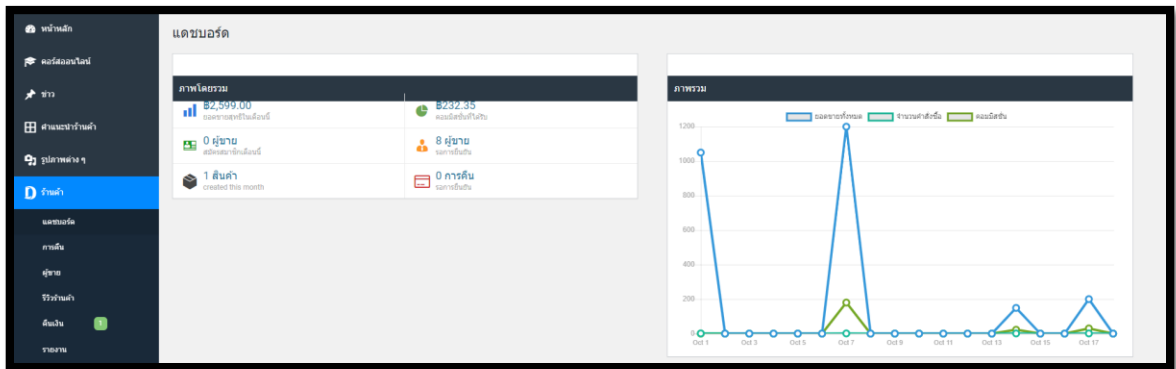 หน้าหลัก
คอร์สออนไลน์
ข่าว
คำแนะนำร้านค้า
รูปภาพต่าง ๆ
ร้านค้า
แดชบอร์ด
การคืน
ผู้ขาย
รีวิวร้านค้า
คืนเงิน 1
รายงาน
แดชบอร์ด
ภาพโดยรวม
฿2,599.00
ยอดขายสุทธิในเดือนนี้
฿232.35
คอมมิสชั่นที่ได้รับ
0 ผู้ขาย
สมัครสมาชิกเดือนนี้
8 ผู้ขาย
รอการยืนยัน
1 สินค้า
created this month
0 การคืน
รอการยืนยัน
ภาพรวม
ยอดขายทั้งหมด จำนวนคำสั่งซื้อ คอมมิสชั่น
1200
1000
800
600
400
200
0
Oct 1 Oct 3 Oct 5 Oct 7 Oct 9 Oct 11 Oct 13 Oct 15 Oct 17